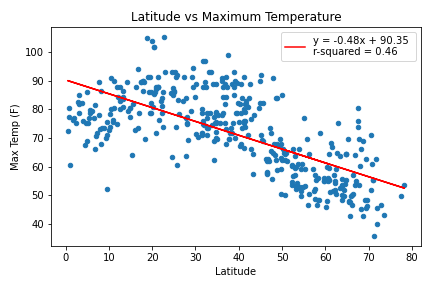 Latitude vs Maximum Temperature
y = -0.48x + 90.35
r-squared = 0.46
100
90
80
70
60
50
40
Max Temp (F)
0 10 20 30 40 50 60 70 80
Latitude